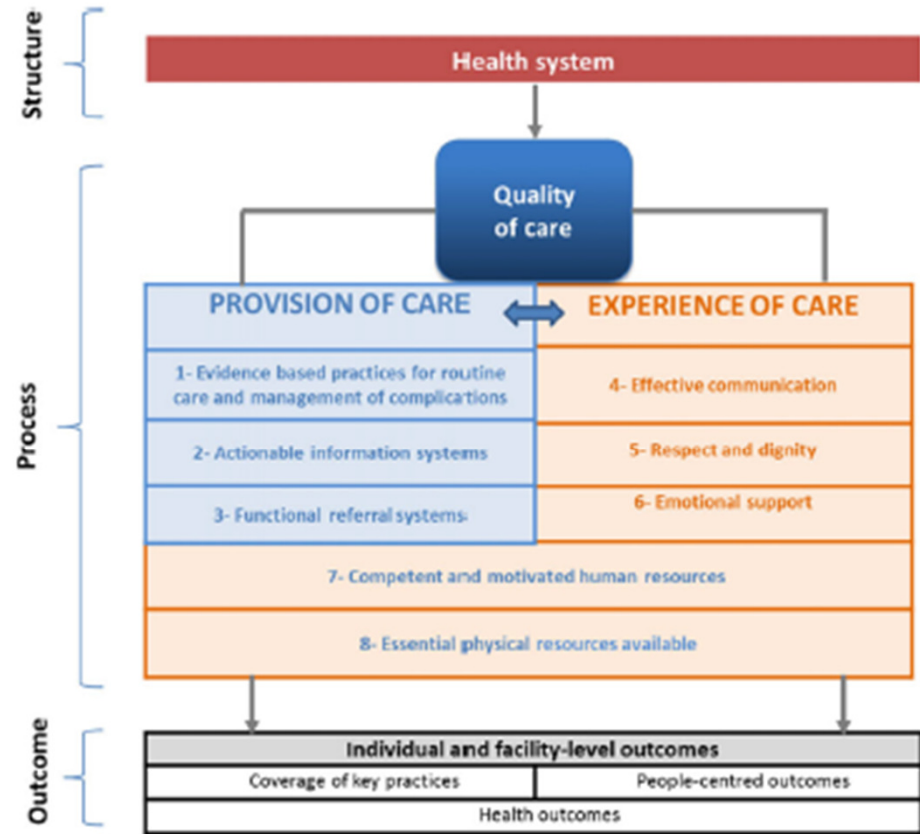 Structure
Health system
Quality
of care
Process
PROVISION OF CARE
EXPERIENCE OF CARE
1- Evidence based practices for routine
care and management of complications
2- Actionable information systems
3- Functional referral systems
4- Effective communication
5- Respect and dignity
6- Emotional support
7- Competent and motivated human resources
8- Essential physical resources available
Outcome
Individual and facility-level outcomes
Coverage of key practices
People-centred outcomes
Health outcomes